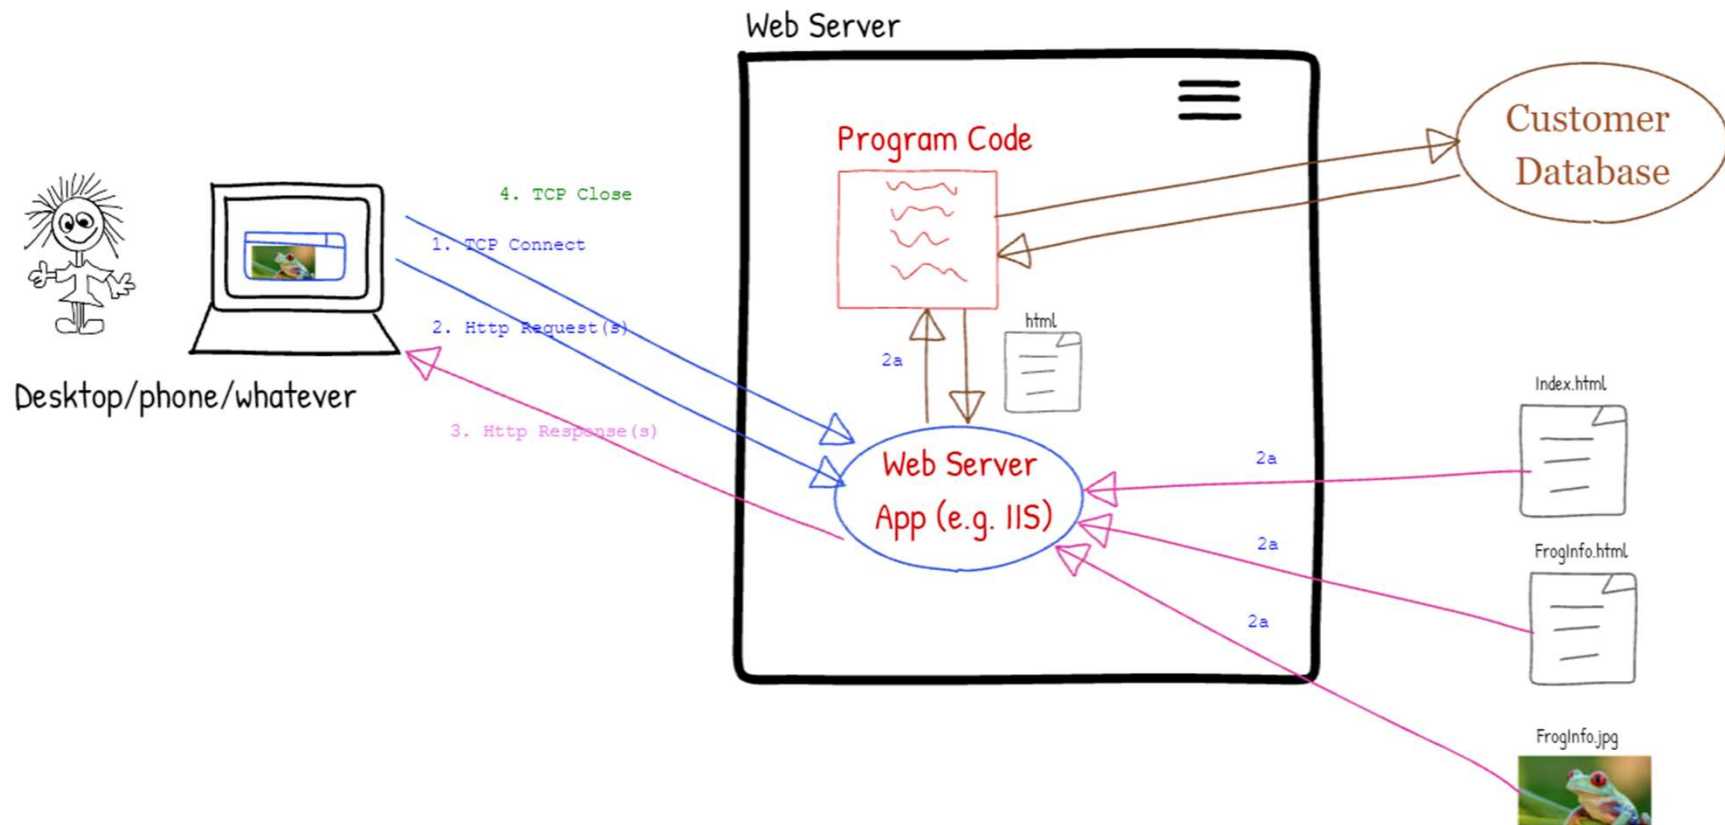 Web Server
Program Code
Customer
Database
4. TCP Close
1. TCP Connect
2. Http Request(s)
3. Http Response(s)
Desktop/phone/whatever
html
2a
Web Server
App (e.g. IIS)
2a
2a
2a
Index.html
FrogInfo.html
FrogInfo.jpg